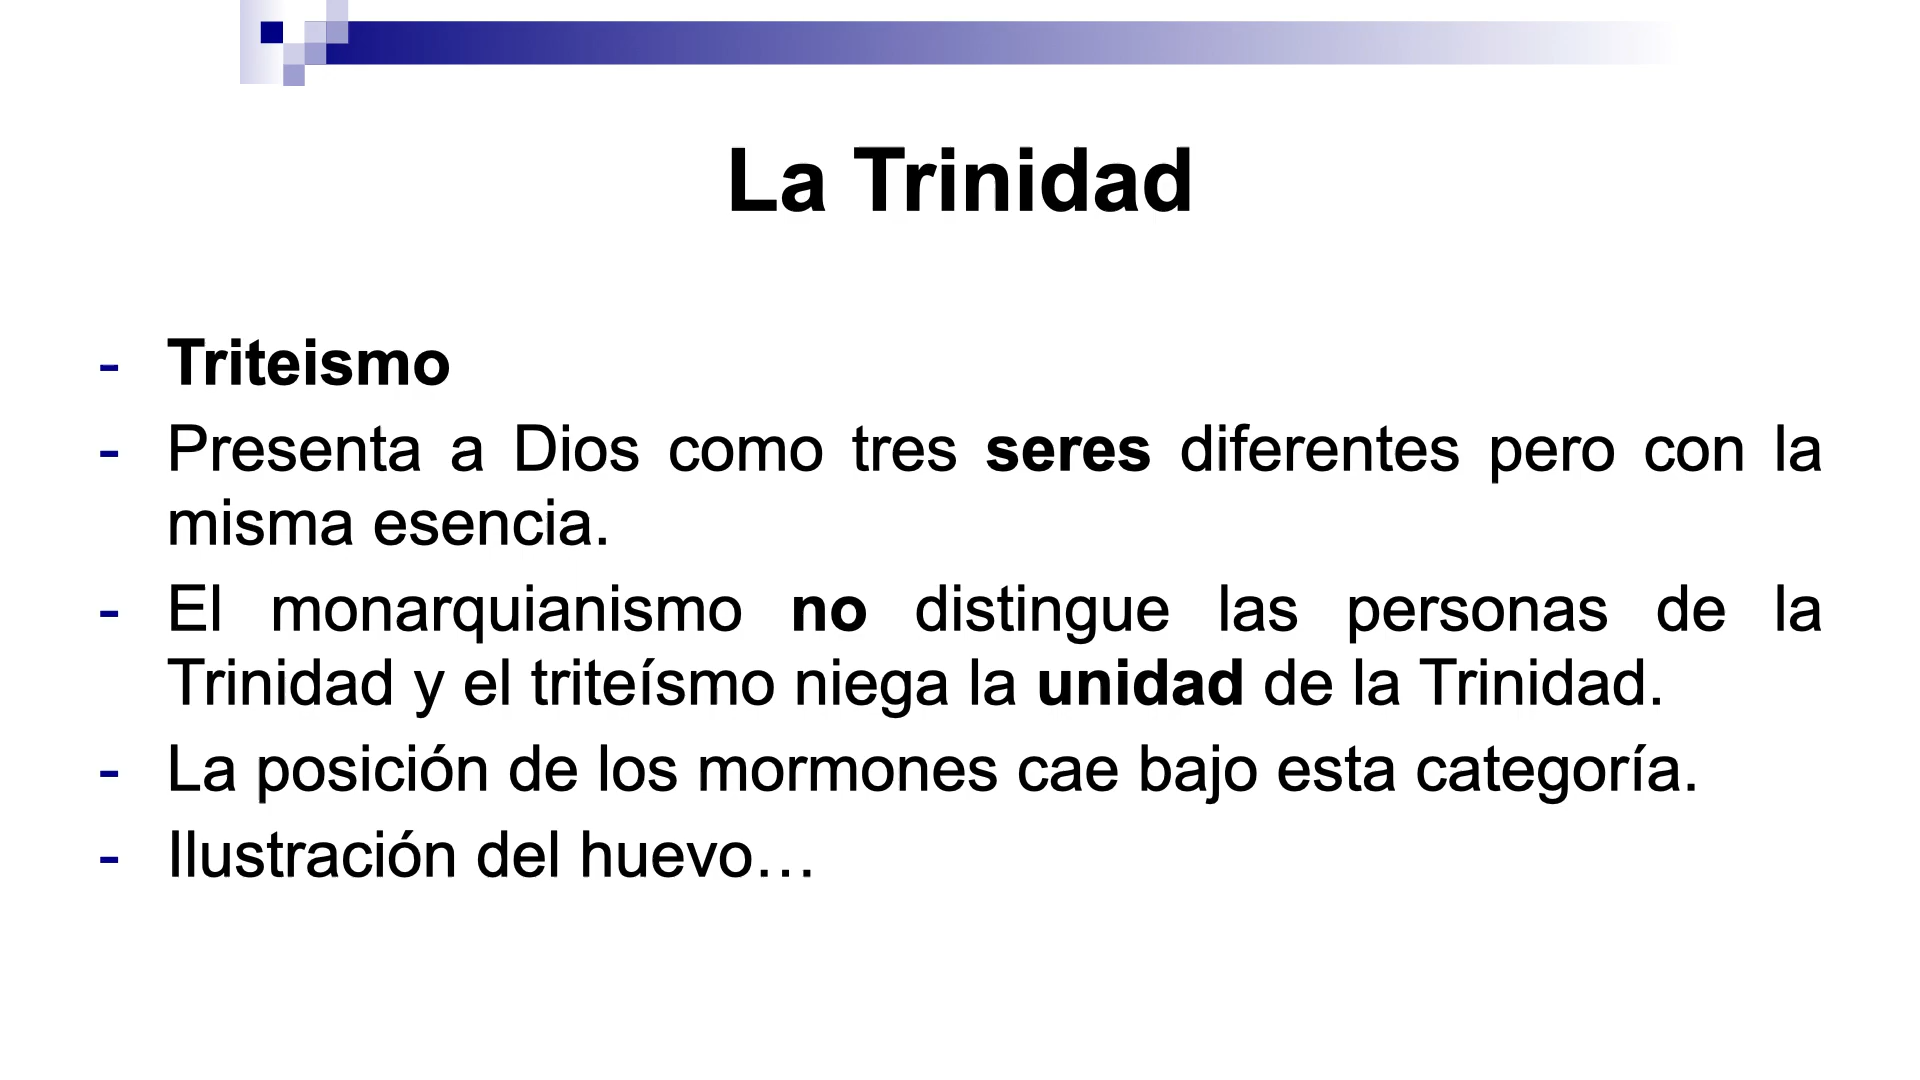 La Trinidad
- Triteismo
- Presenta a Dios como tres seres diferentes pero con la
misma esencia.
- El monarquianismo no distingue las personas de la
Trinidad y el triteísmo niega la unidad de la Trinidad.
- La posición de los mormones cae bajo esta categoría.
- Ilustración del huevo…